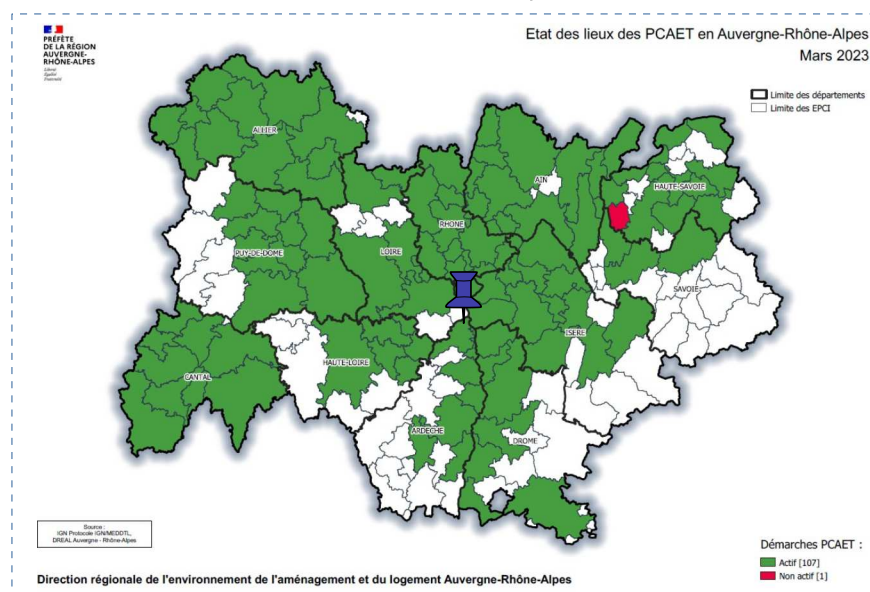 PRÉFÈTE
DE LA RÉGION
AUVERGNE-
RHÔNE-ALPES
Liberté
Égalité
Fraternité
Etat des lieux des PCAET en Auvergne-Rhône-Alpes
Mars 2023
Limite des départements
Limite des EPCI
ALLIER
AIN
HAUTE-SAVOIE
RHONE
PUY-DE-DOME
LOIRE
SAVOIE
ISERE
HAUTE-LOIRE
CANTAL
ARDECHE
DROME
Source :
IGN Protocole IGN/MEDDTL,
DREAL Auvergne - Rhône-Alpes
Démarches PCAET :
Actif [107]
Non actif [1]
Direction régionale de l'environnement de l'aménagement et du logement Auvergne-Rhône-Alpes